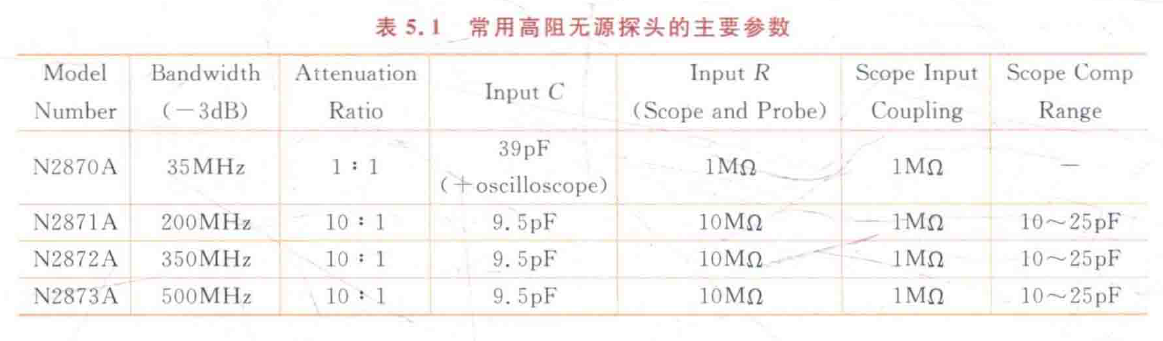 表 5.1 常用高阻无源探头的主要参数
Model Number Bandwidth (-3dB) Attenuation Ratio Input C Input R (Scope and Probe) Scope Input Coupling Scope Comp Range
N2870A 35MHz 1:1 39pF (+oscilloscope) 1MΩ 1MΩ —
N2871A 200MHz 10:1 9.5pF 10MΩ 1MΩ 10~25pF
N2872A 350MHz 10:1 9.5pF 10MΩ 1MΩ 10~25pF
N2873A 500MHz 10:1 9.5pF 10MΩ 1MΩ 10~25pF